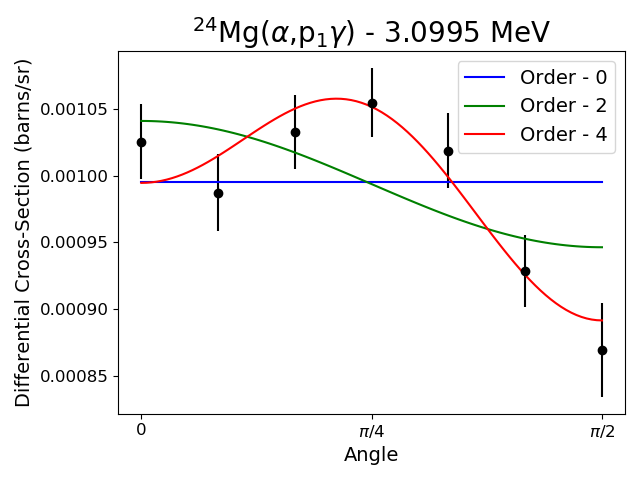 ²⁴Mg(α,p₁γ) - 3.0995 MeV
Order - 0
Order - 2
Order - 4
Differential Cross-Section (barns/sr)
0.00105
0.00100
0.00095
0.00090
0.00085
0
π/4
π/2
Angle